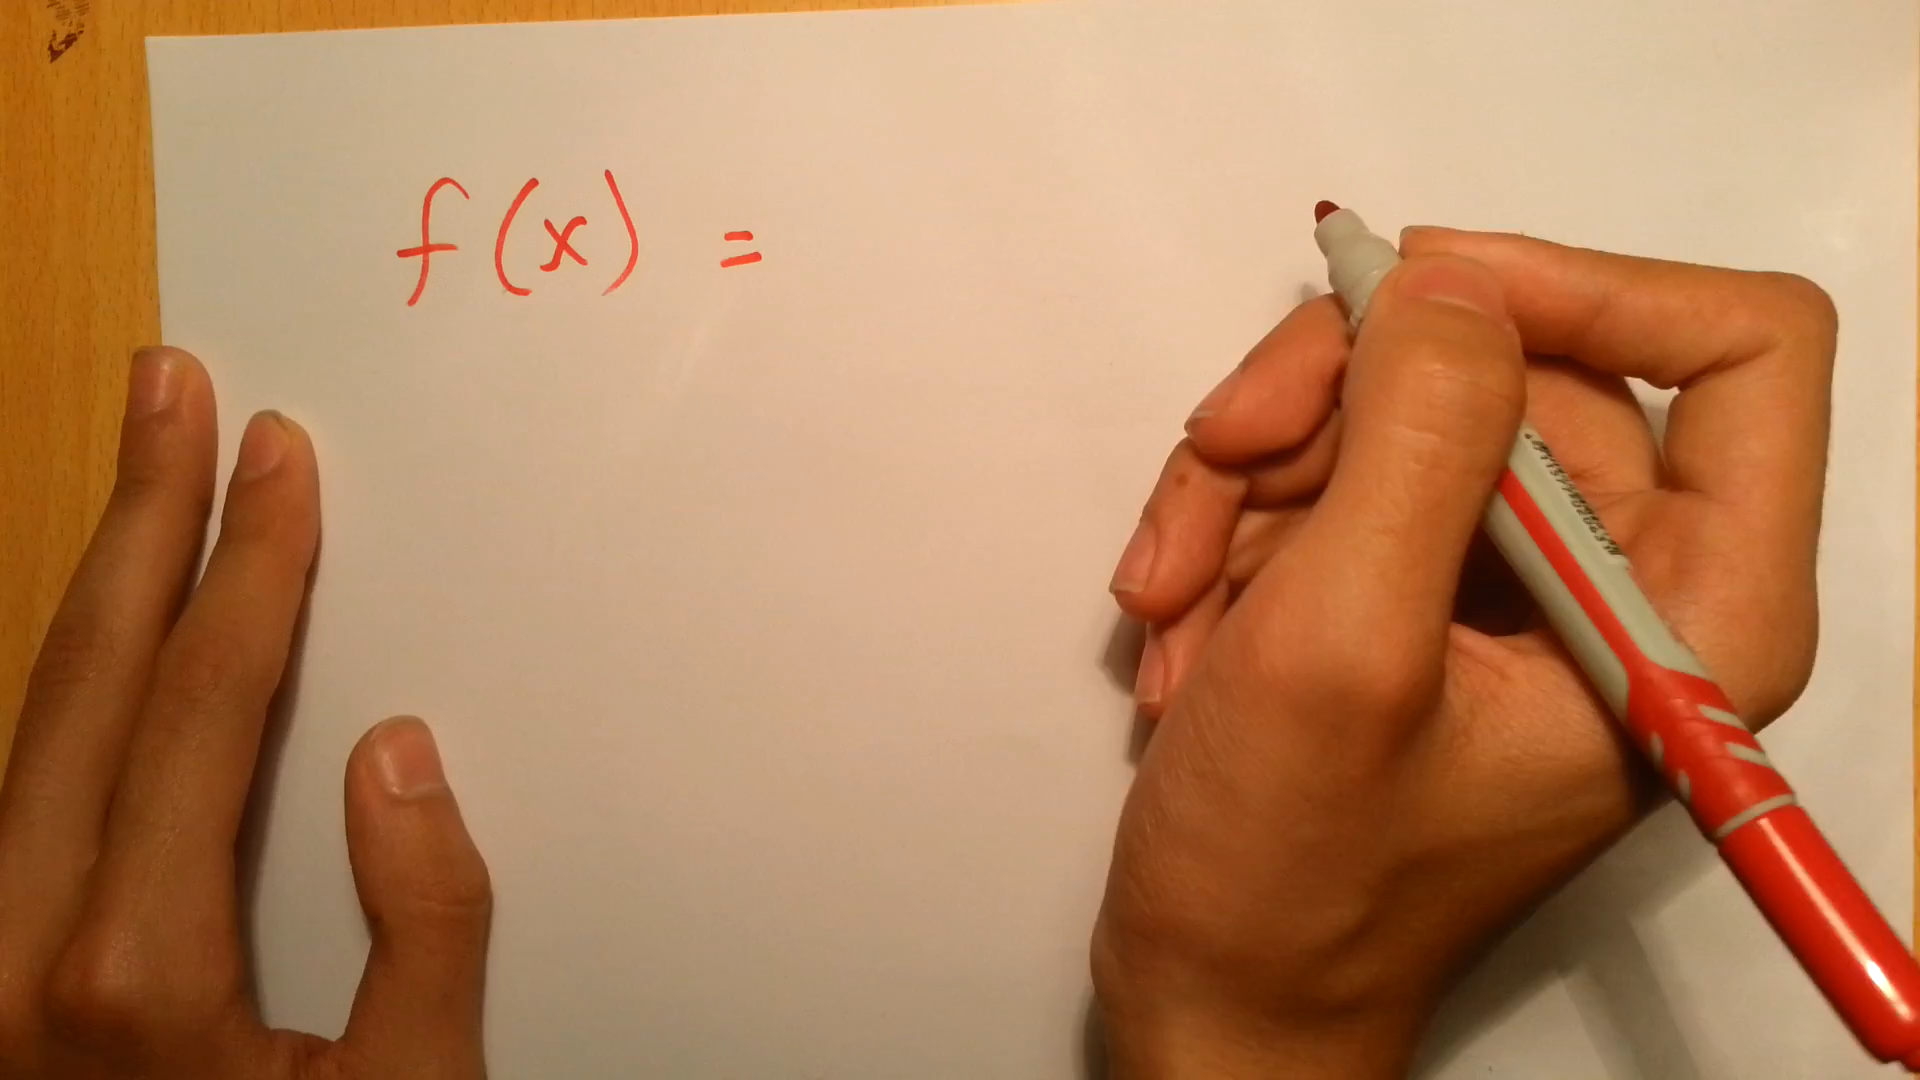 f(x) =